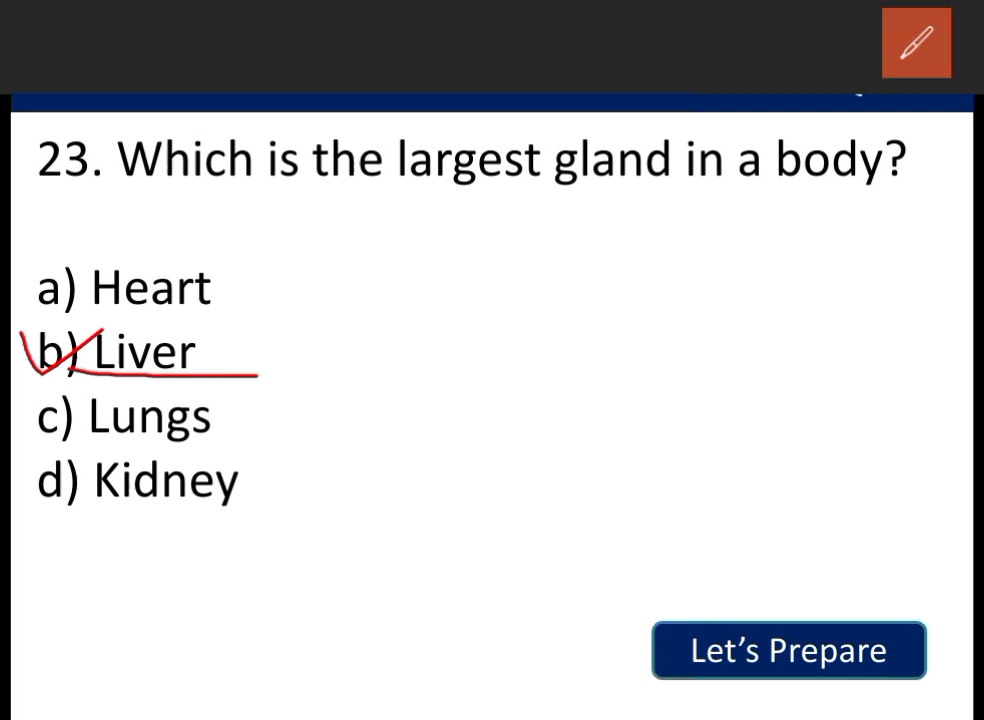 23. Which is the largest gland in a body?
a) Heart
b) Liver
c) Lungs
d) Kidney
Let's Prepare